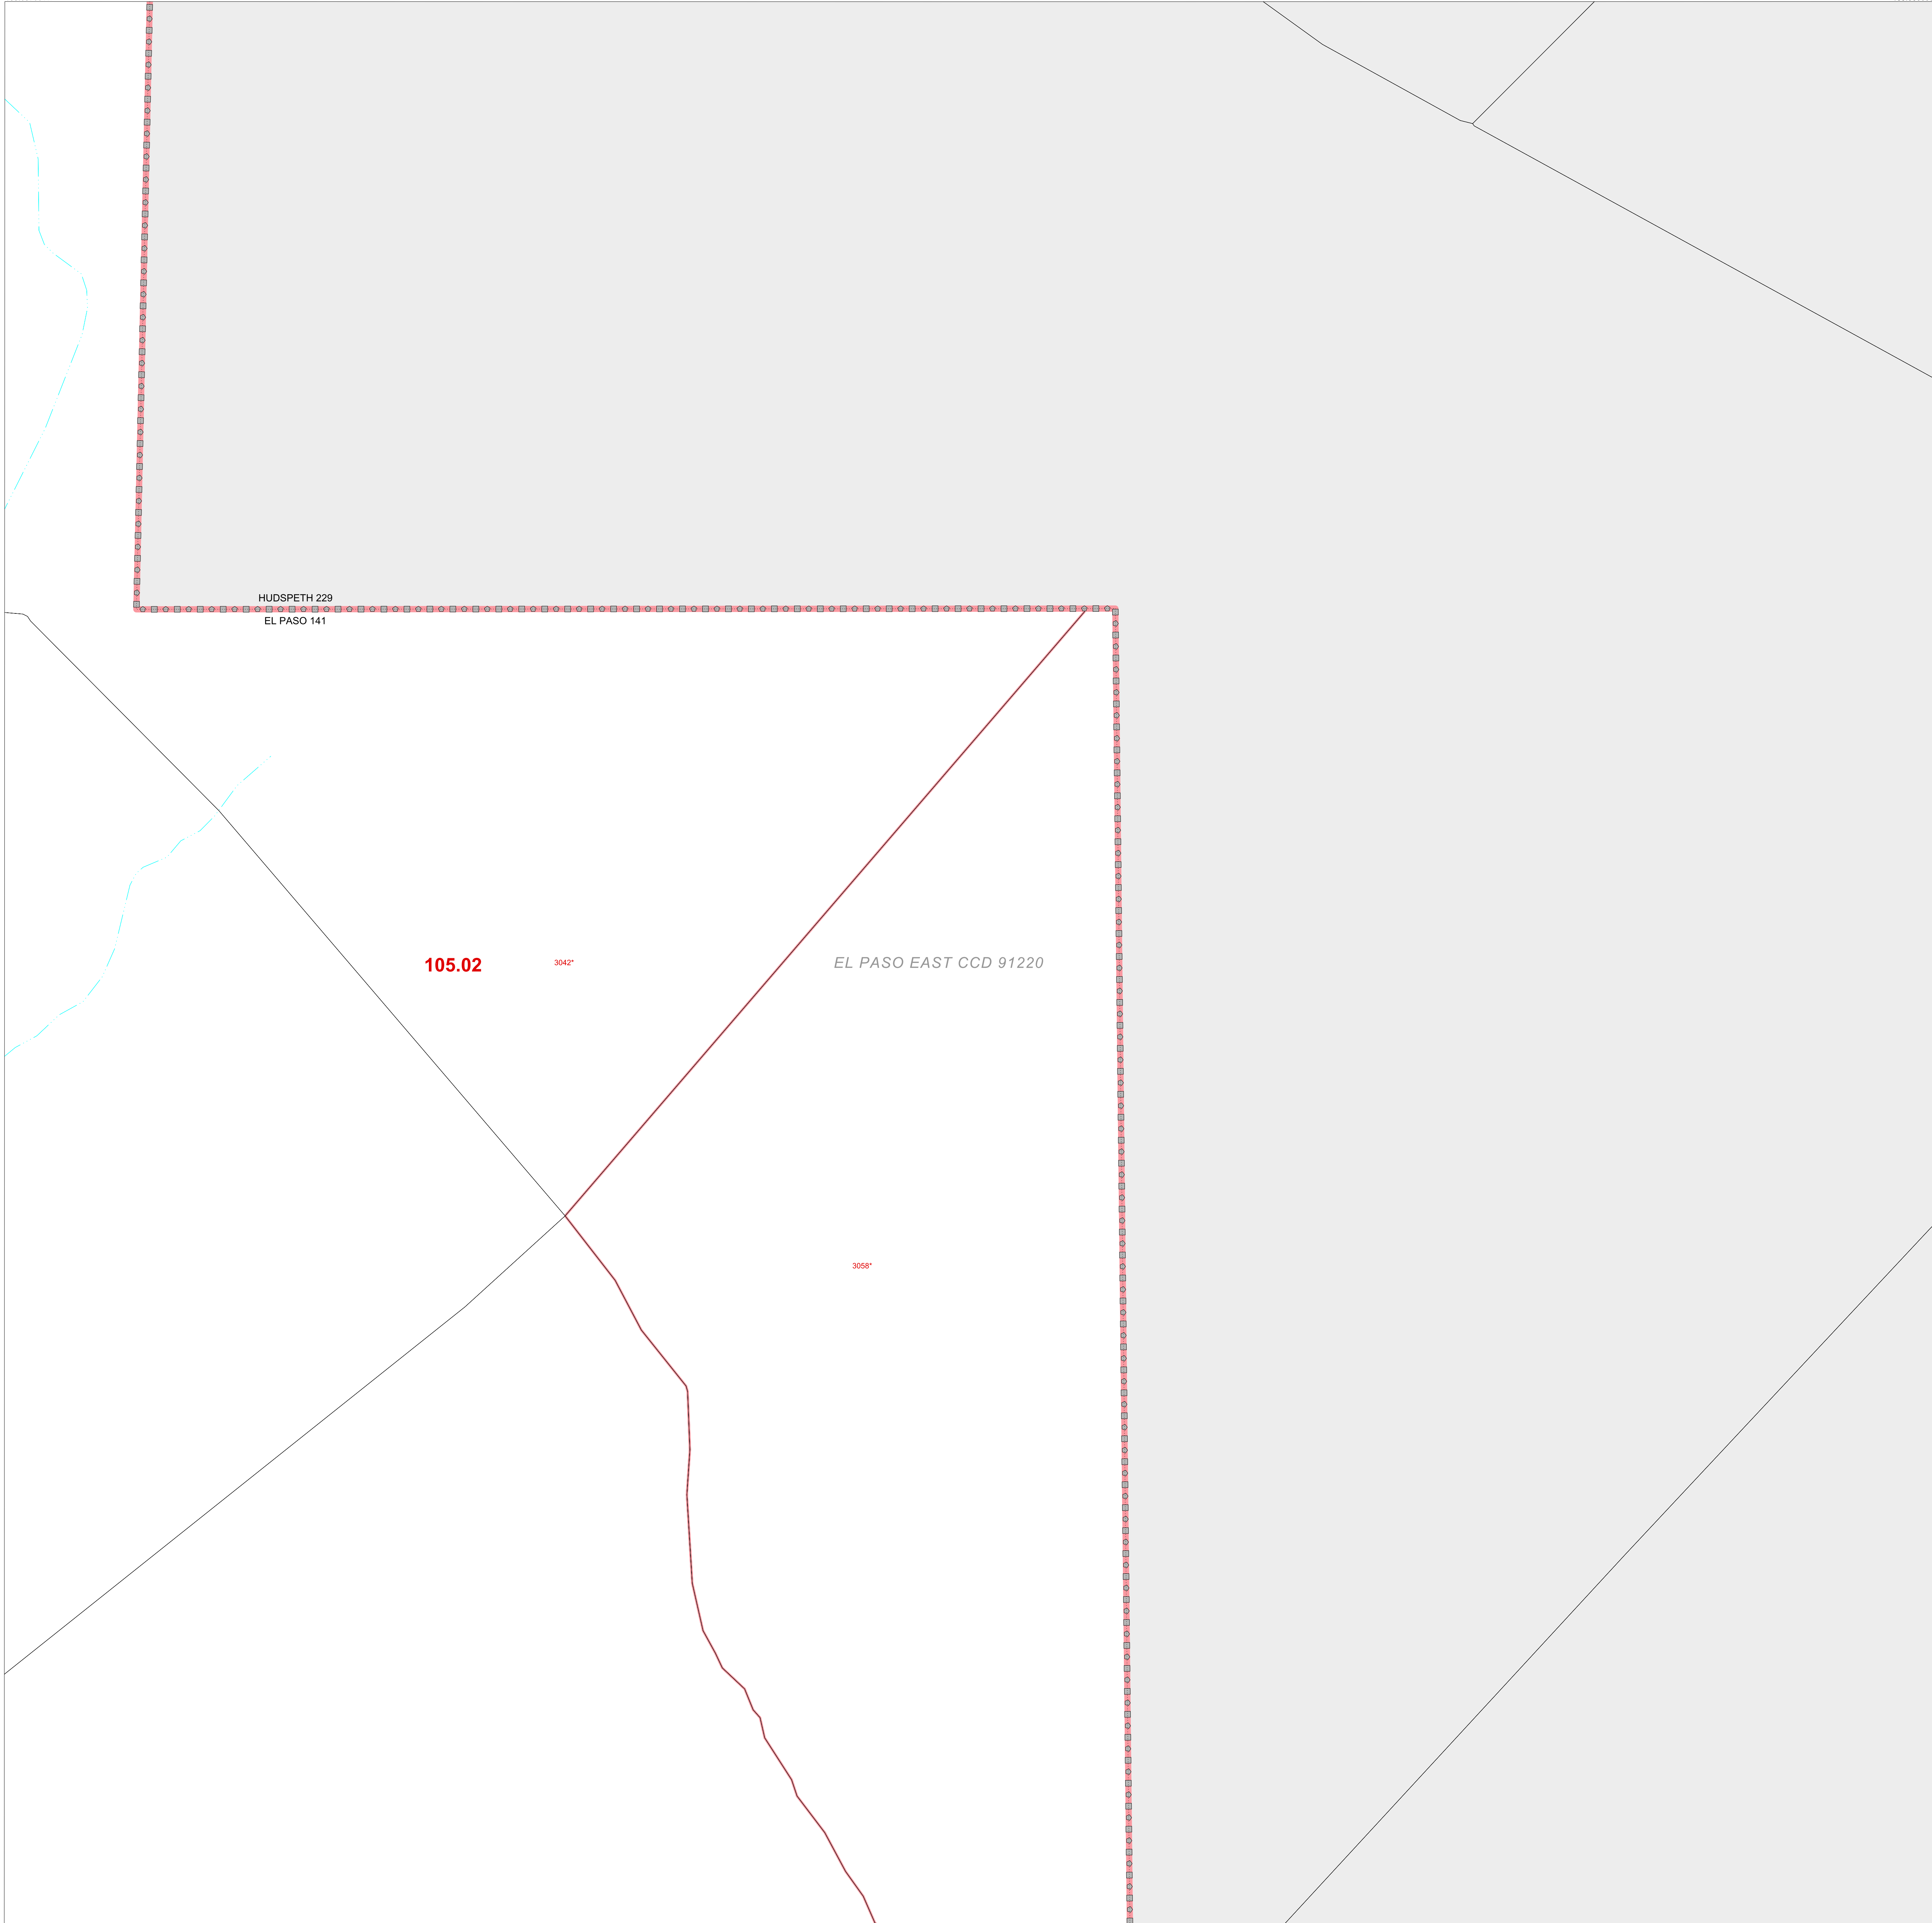 HUDSPETH 229
EL PASO 141
105.02
3042*
EL PASO EAST CCD 91220
3058*